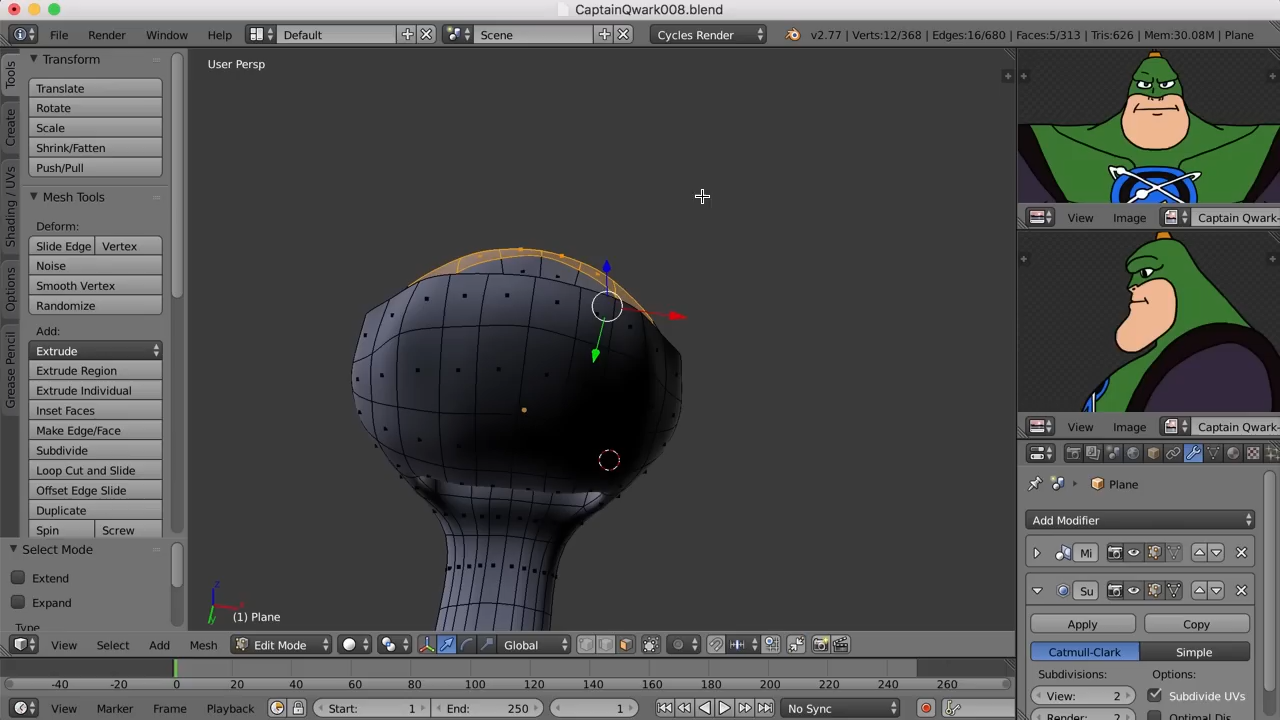 CaptainQwark008.blend
File Render Window Help Default Scene Cycles Render v2.77 | Verts:12/368 | Edges:16/680 | Faces:5/313 | Tris:626 | Mem:30.08M | Plane
Tools
Create
Shading / UVs
Options
Grease Pencil
Transform
Translate
Rotate
Scale
Shrink/Fatten
Push/Pull
Mesh Tools
Deform:
Slide Edge Vertex
Noise
Smooth Vertex
Randomize
Add:
Extrude
Extrude Region
Extrude Individual
Inset Faces
Make Edge/Face
Subdivide
Loop Cut and Slide
Offset Edge Slide
Duplicate
Spin Screw
Select Mode
Extend
Expand
User Persp
(1) Plane
View Image Captain Qwark-
View Image Captain Qwark-
Plane
Add Modifier
Mi
Su
Apply Copy
Catmull-Clark Simple
Subdivisions: Options:
View: 2 Subdivide UVs
View Select Add Mesh Edit Mode Global
-40 -20 0 20 40 60 80 100 120 140 160 180 200 220 240 260
View Marker Frame Playback Start: 1 End: 250 1 No Sync